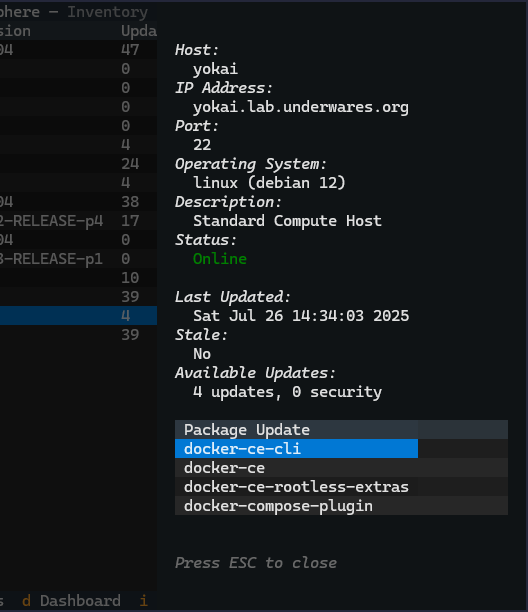 phere — Inventory
sion Upda
04 47
0
0
0
0
4
24
4
04 38
2-RELEASE-p4 17
04 0
3-RELEASE-p1 0
10
39
4
39
s d Dashboard i
Host:
yokai
IP Address:
yokai.lab.underwares.org
Port:
22
Operating System:
linux (debian 12)
Description:
Standard Compute Host
Status:
Online
Last Updated:
Sat Jul 26 14:34:03 2025
Stale:
No
Available Updates:
4 updates, 0 security
Package Update
docker-ce-cli
docker-ce
docker-ce-rootless-extras
docker-compose-plugin
Press ESC to close